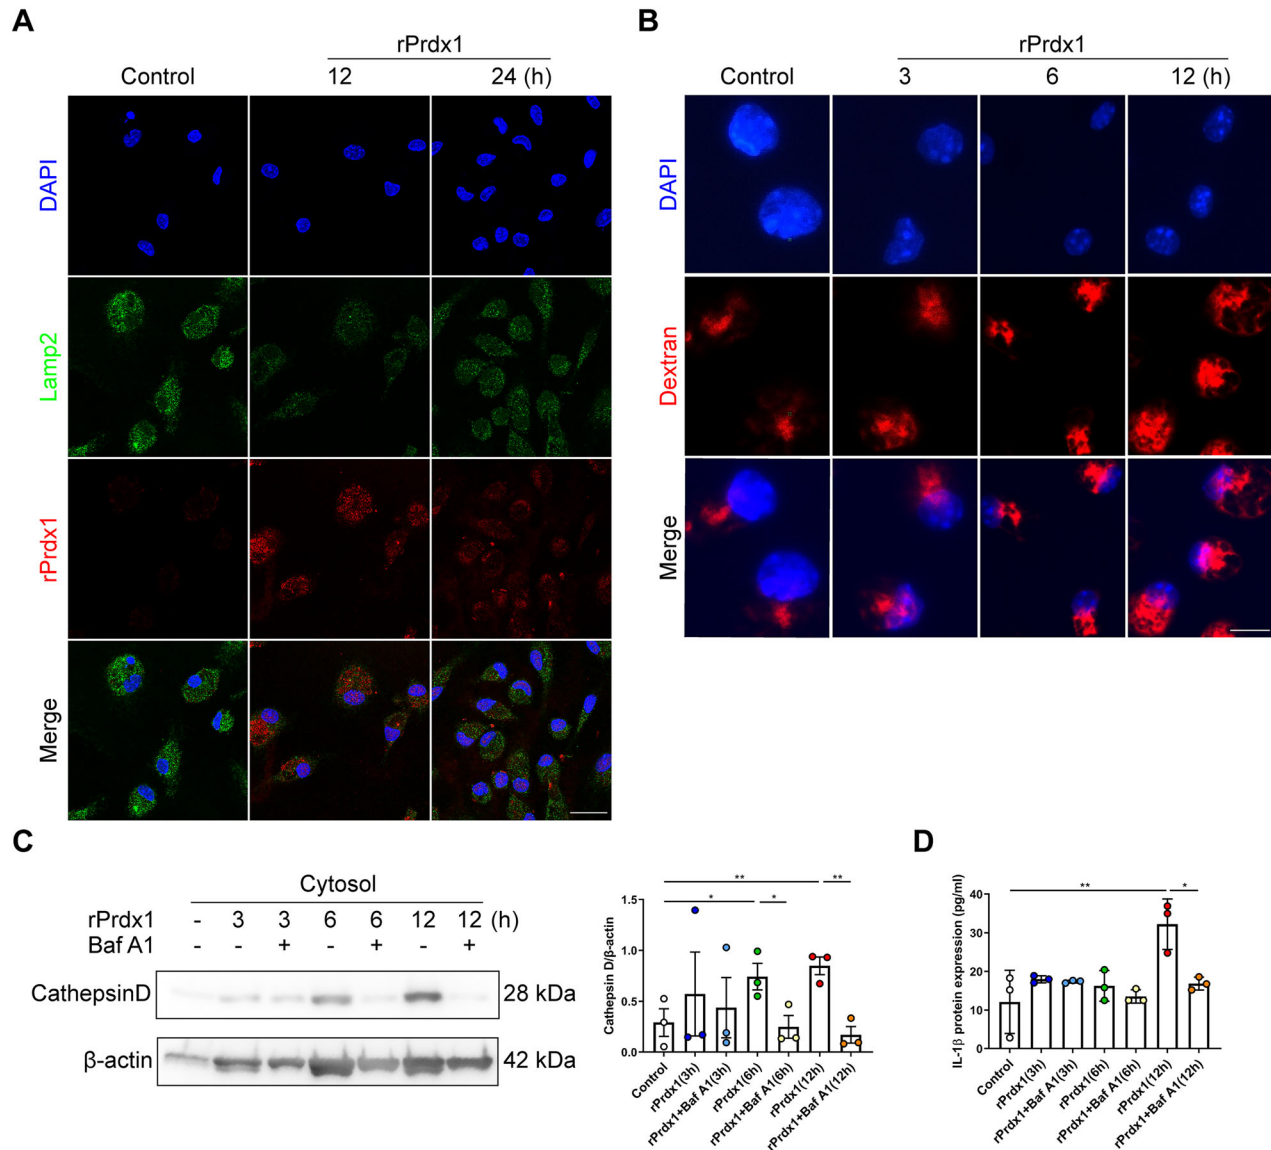 A
rPrdx1
Control 12 24 (h)
DAPI
Lamp2
rPrdx1
Merge
B
rPrdx1
Control 3 6 12 (h)
DAPI
Dextran
Merge
C
Cytosol
rPrdx1 - 3 3 6 6 12 12 (h)
Baf A1 - - + - + - +
CathepsinD 28 kDa
β-actin 42 kDa
Cathepsin D/β-actin
1.5
1.0
0.5
0.0
** **
* *
Control
rPrdx1(3h)
rPrdx1+Baf A1(3h)
rPrdx1(6h)
rPrdx1+Baf A1(6h)
rPrdx1(12h)
rPrdx1+Baf A1(12h)
D
IL-1β protein expression (pg/ml)
40
30
20
10
0
** *
Control
rPrdx1(3h)
rPrdx1+Baf A1(3h)
rPrdx1(6h)
rPrdx1+Baf A1(6h)
rPrdx1(12h)
rPrdx1+Baf A1(12h)